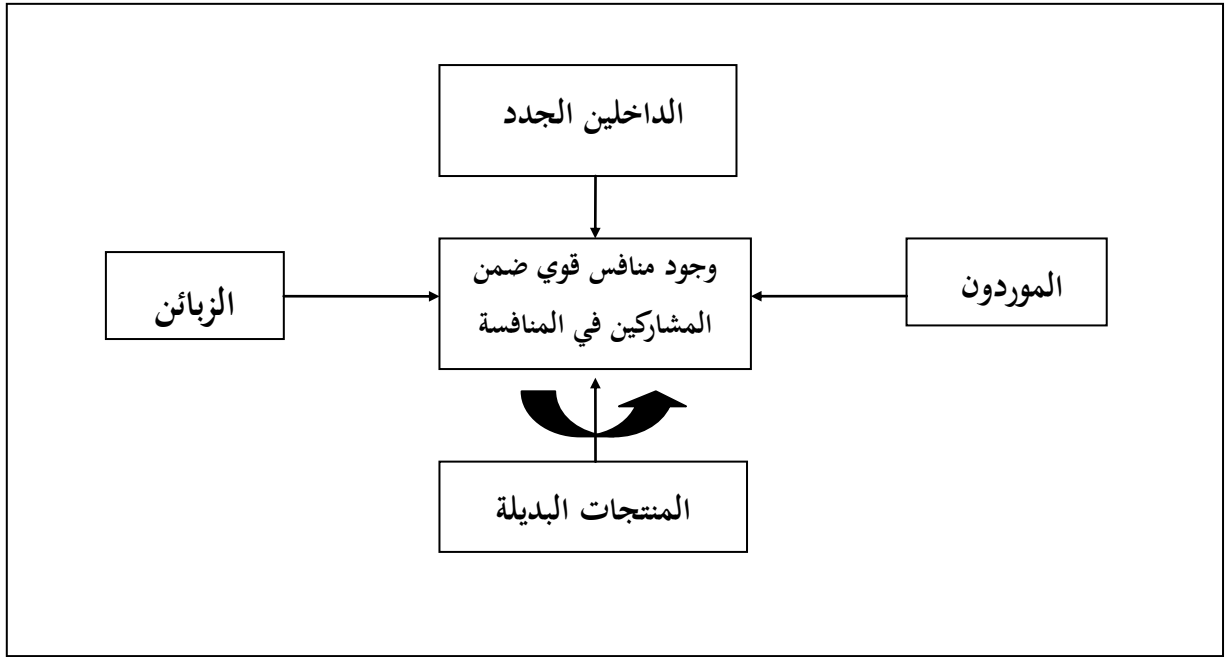 الداخلين الجدد
وجود منافس قوي ضمن
المشاركين في المنافسة
الموردون
الزبائن
المنتجات البديلة